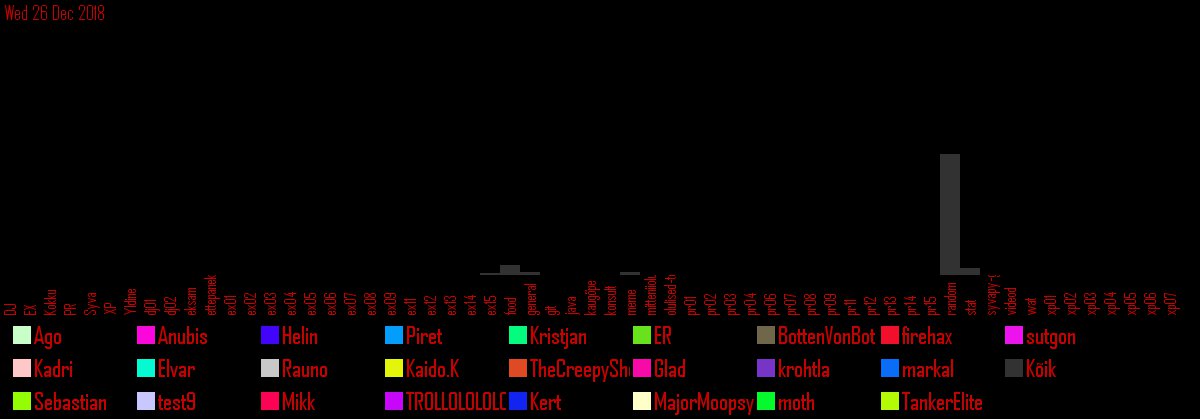 Wed 26 Dec 2018
DJ EX Kokku PR Syva XP Yldine dj01 dj02 eksam ettepanek ex01 ex02 ex03 ex04 ex05 ex06 ex07 ex08 ex09 ex11 ex12 ex13 ex14 ex15 food general git java kaugõpe konsult meme mitteniloli olulised-t pr01 pr02 pr03 pr04 pr06 pr07 pr08 pr09 pr11 pr12 pr13 pr14 pr15 random stat videod wat xp01 xp02 xp03 xp04 xp05 xp06 xp07
Ago Anubis Helin Piret Kristjan ER BottenVonBot firehax sutgon
Kadri Elvar Rauno Kaido.K TheCreepySh Glad krohtla markal Kõik
Sebastian test9 Mikk TROLLOLOLOLO Kert MajorMoopsy moth TankerElite